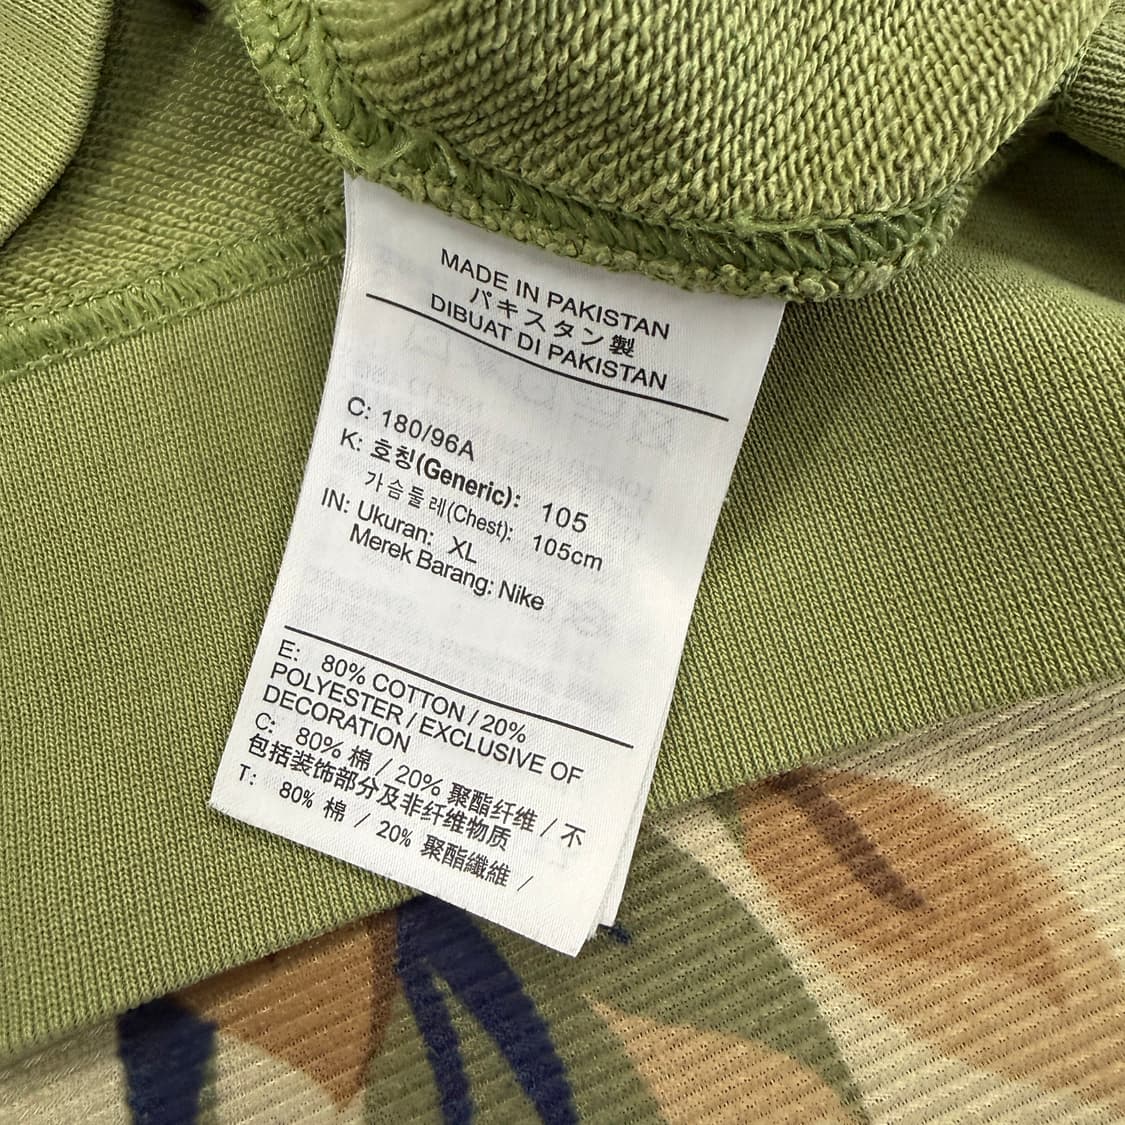 MADE IN PAKISTAN
パキスタン製
DIBUAT DI PAKISTAN
C: 180/96A
K: 호칭(Generic): 105
가슴둘레(Chest): 105cm
IN: Ukuran: XL
Merek Barang: Nike
E: 80% COTTON / 20%
POLYESTER / EXCLUSIVE OF
DECORATION
C: 80% 棉 / 20% 聚酯纤维 / 不
包括装饰部分及非纤维物质
T: 80% 棉 / 20% 聚酯纖維 /